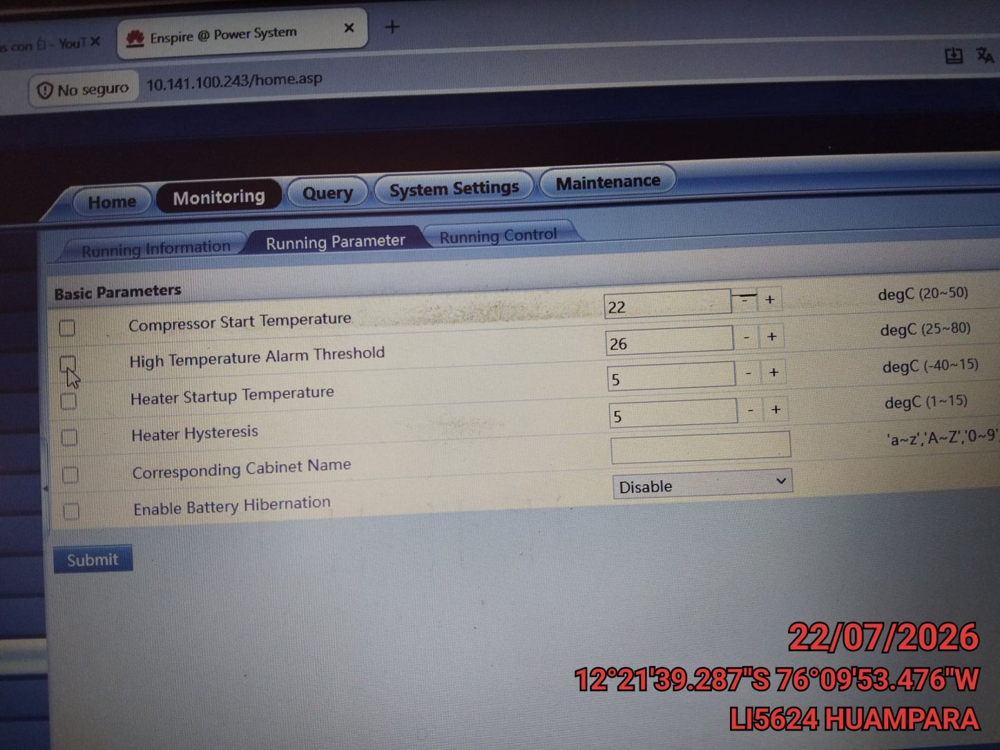 s con Él - YouT
Enspire @ Power System
No seguro 10.141.100.243/home.asp
Home Monitoring Query System Settings Maintenance
Running Information Running Parameter Running Control
Basic Parameters
Compressor Start Temperature 22 - + degC (20~50)
High Temperature Alarm Threshold 26 - + degC (25~80)
Heater Startup Temperature 5 - + degC (-40~15)
Heater Hysteresis 5 - + degC (1~15)
Corresponding Cabinet Name 'a~z','A~Z','0~9',
Enable Battery Hibernation Disable
Submit
22/07/2026
12°21'39.287"S 76°09'53.476"W
LI5624 HUAMPARA